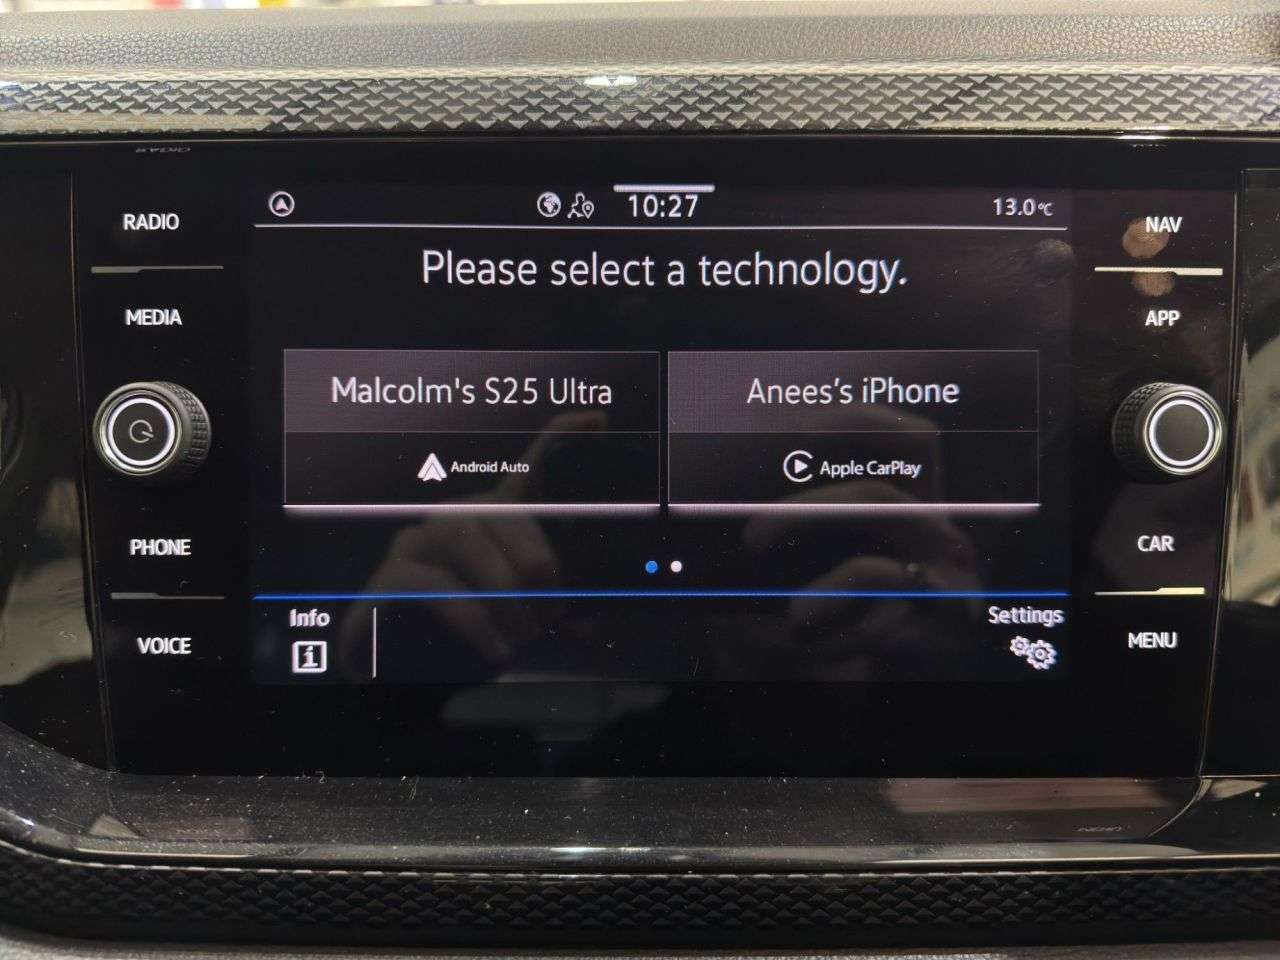 10:27
13.0°C
RADIO
NAV
Please select a technology.
MEDIA
APP
Malcolm's S25 Ultra
Anees's iPhone
Android Auto
Apple CarPlay
PHONE
CAR
Info
Settings
VOICE
MENU